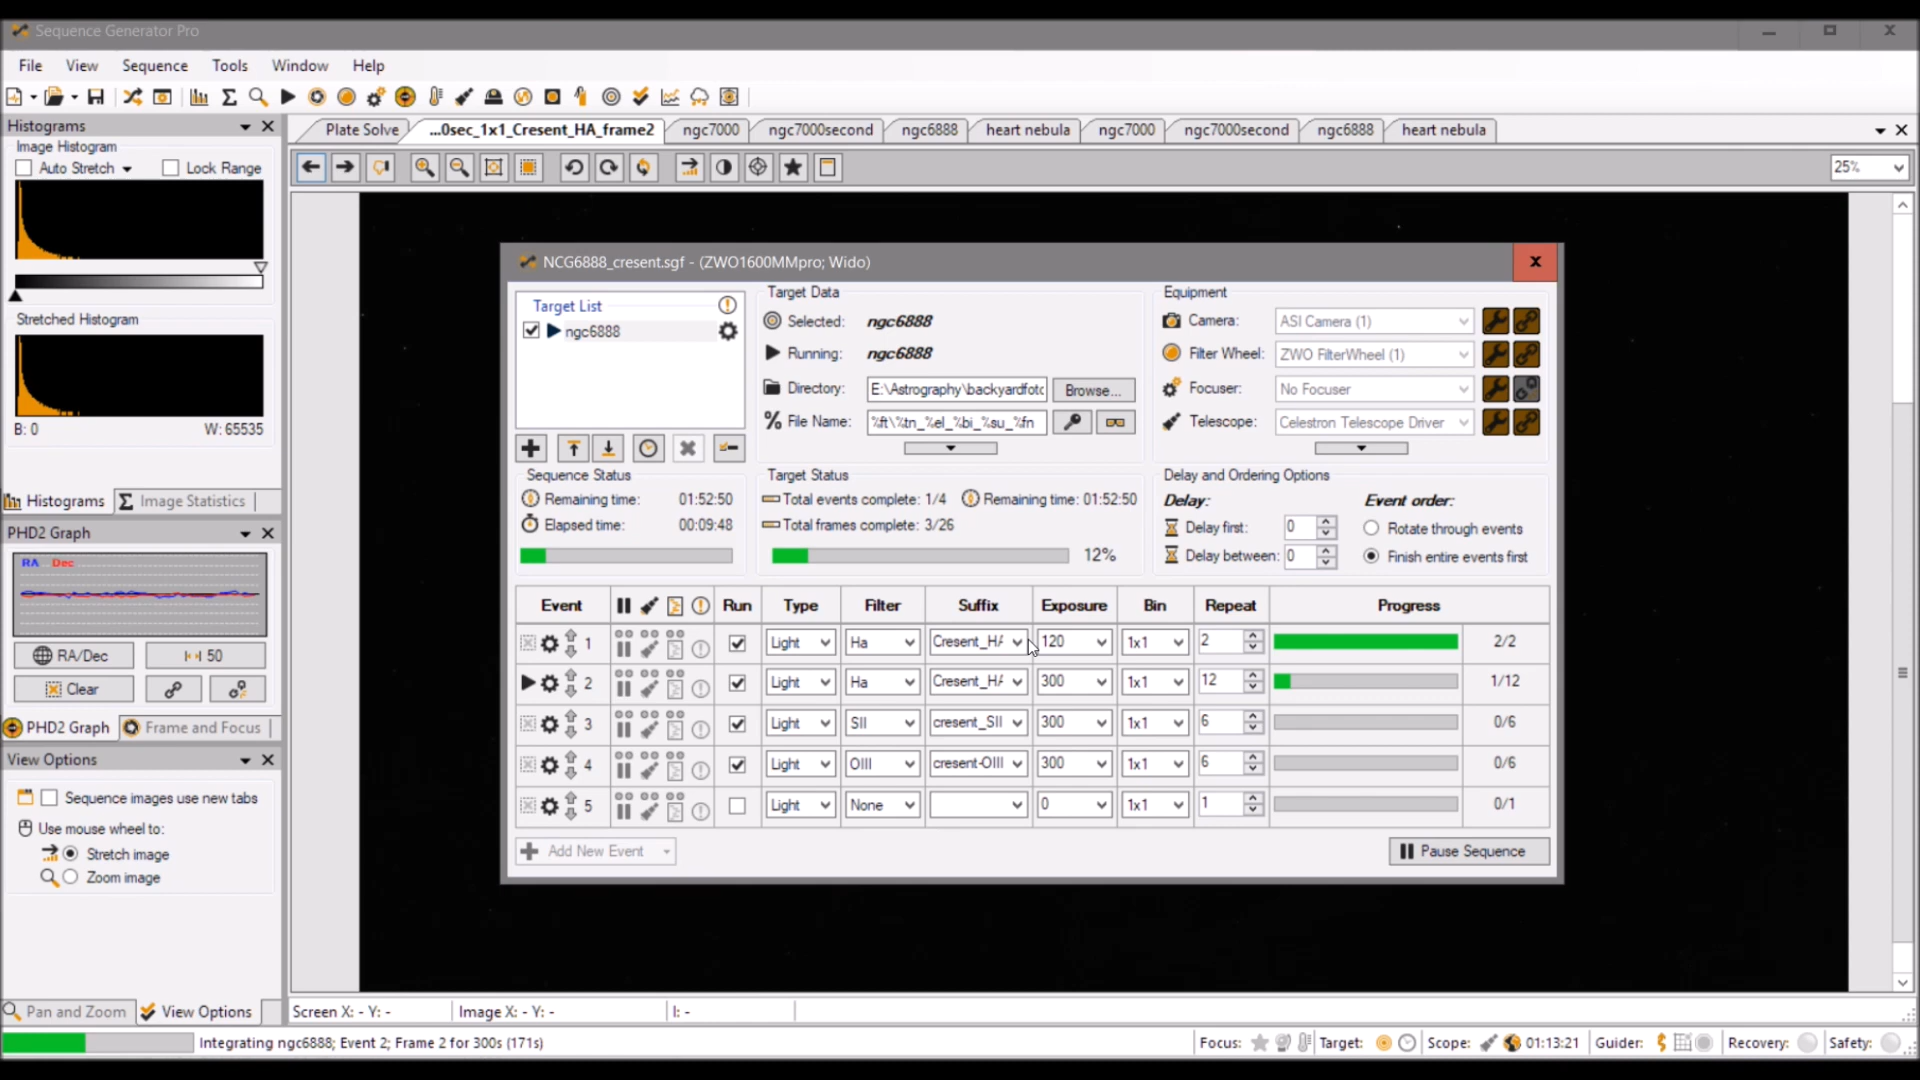 Sequence Generator Pro
File View Sequence Tools Window Help
Histograms
Plate Solve ...0sec_1x1_Cresent_HA_frame2 ngc7000 ngc7000second ngc6888 heart nebula ngc7000 ngc7000second ngc6888 heart nebula
Image Histogram
Auto Stretch Lock Range
25%
Stretched Histogram
B: 0 W: 65535
Histograms Image Statistics
PHD2 Graph
RA Dec
RA/Dec 50
Clear
PHD2 Graph Frame and Focus
View Options
Sequence images use new tabs
Use mouse wheel to:
Stretch image
Zoom image
Pan and Zoom View Options
NCG6888_cresent.sgf - (ZWO1600MMpro; Wido)
Target List
ngc6888
Target Data
Selected: ngc6888
Running: ngc6888
Directory: E:\Astrography\backyardfoto Browse...
File Name: %ft\%tn_%el_%bi_%su_%fn
Equipment
Camera: ASI Camera (1)
Filter Wheel: ZWO FilterWheel (1)
Focuser: No Focuser
Telescope: Celestron Telescope Driver
Sequence Status
Remaining time: 01:52:50
Elapsed time: 00:09:48
Target Status
Total events complete: 1/4 Remaining time: 01:52:50
Total frames complete: 3/26
12%
Delay and Ordering Options
Delay: Event order:
Delay first: 0 Rotate through events
Delay between: 0 Finish entire events first
Event Run Type Filter Suffix Exposure Bin Repeat Progress
1 Light Ha Cresent_HA 120 1x1 2 2/2
2 Light Ha Cresent_HA 300 1x1 12 1/12
3 Light SII cresent_SII 300 1x1 6 0/6
4 Light OIII cresent-OIII 300 1x1 6 0/6
5 Light None 0 1x1 1 0/1
Add New Event Pause Sequence
Screen X: - Y: - Image X: - Y: - I: -
Integrating ngc6888; Event 2; Frame 2 for 300s (171s) Focus: Target: Scope: 01:13:21 Guider: Recovery: Safety: